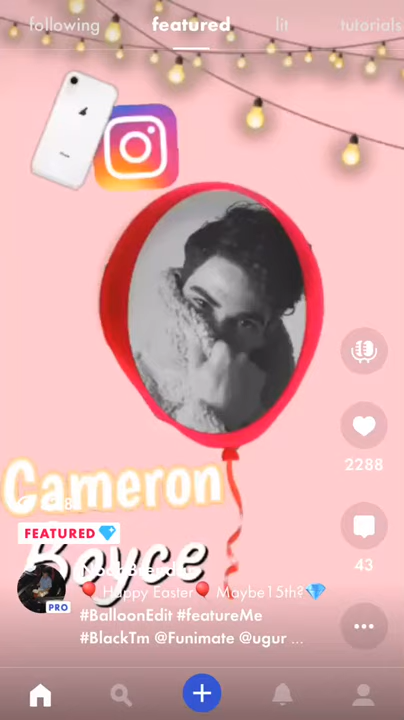 following featured lit tutorials
Cameron
FEATURED
Boyce
PRO
2288
43
Happy Easter Maybe15th?
#BalloonEdit #featureMe
#BlackTm @Funimate @ugur ...